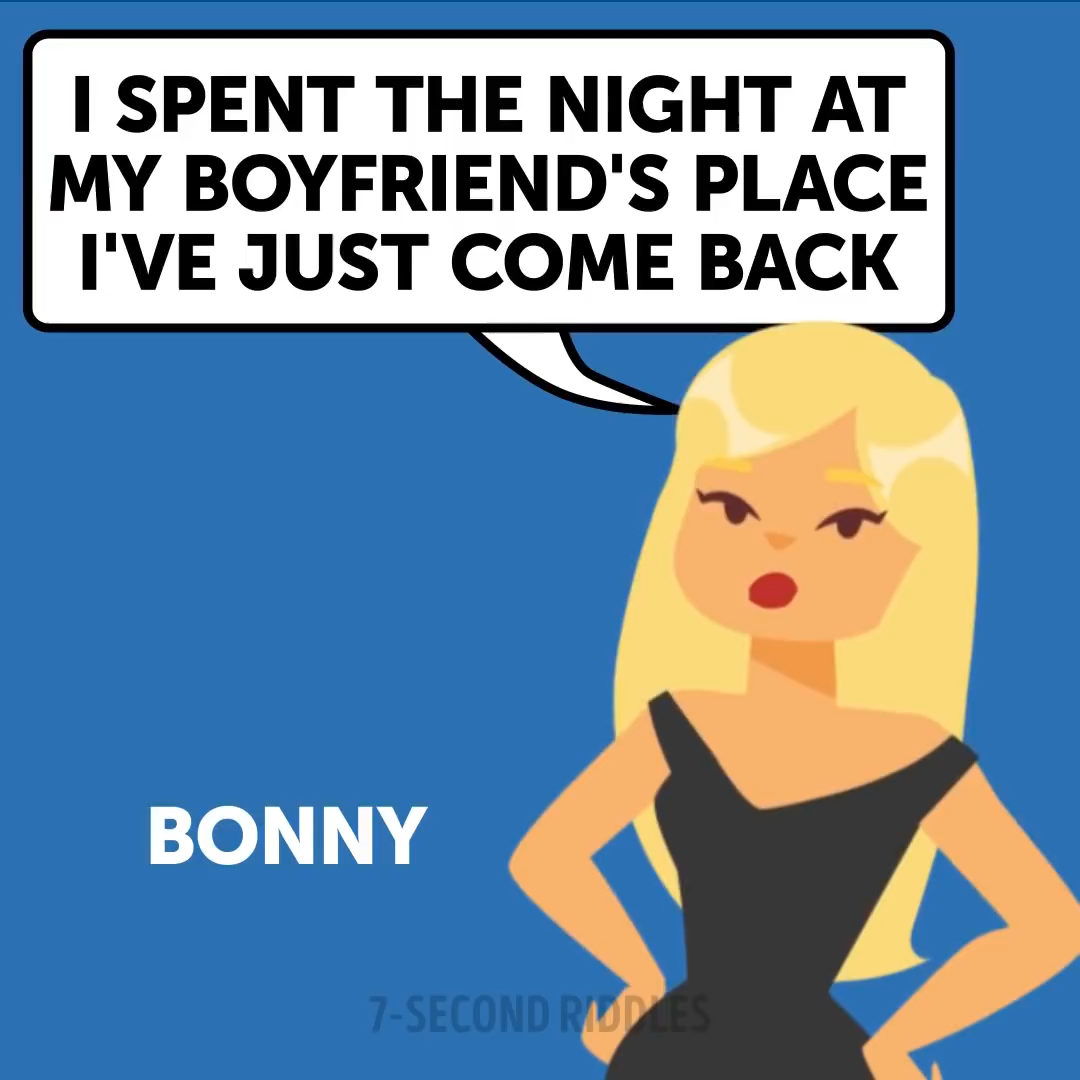 I SPENT THE NIGHT AT
MY BOYFRIEND'S PLACE
I'VE JUST COME BACK
BONNY
7-SECOND RIDDLES